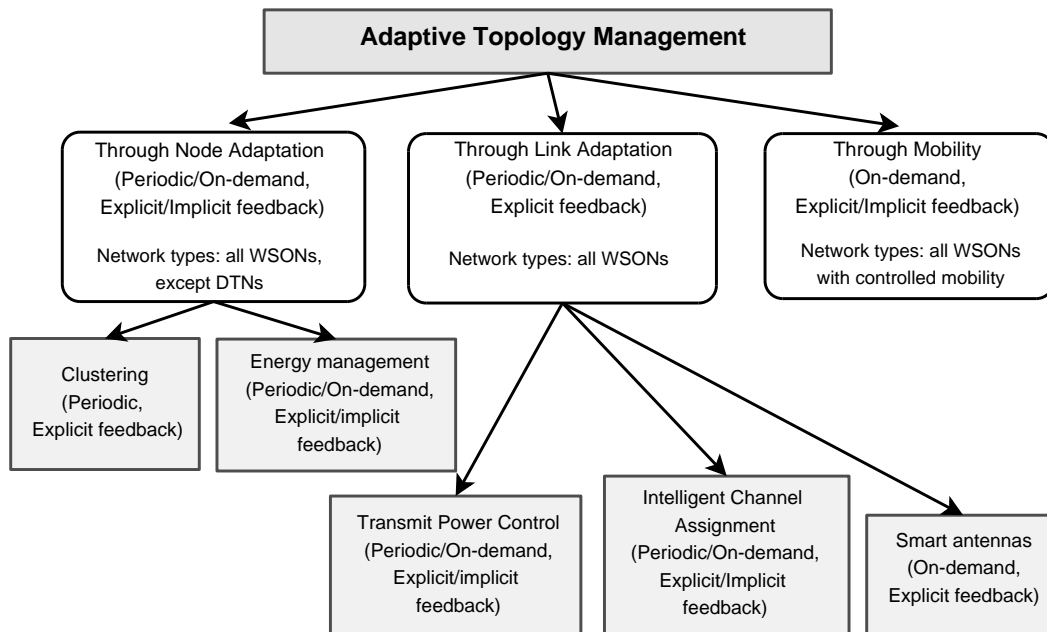 Adaptive Topology Management
Through Node Adaptation
(Periodic/On-demand,
Explicit/Implicit feedback)
Network types: all WSONs,
except DTNs
Through Link Adaptation
(Periodic/On-demand,
Explicit feedback)
Network types: all WSONs
Through Mobility
(On-demand,
Explicit/Implicit feedback)
Network types: all WSONs
with controlled mobility
Clustering
(Periodic,
Explicit feedback)
Energy management
(Periodic/On-demand,
Explicit/implicit
feedback)
Transmit Power Control
(Periodic/On-demand,
Explicit/implicit
feedback)
Intelligent Channel
Assignment
(Periodic/On-demand,
Explicit/Implicit
feedback)
Smart antennas
(On-demand,
Explicit feedback)